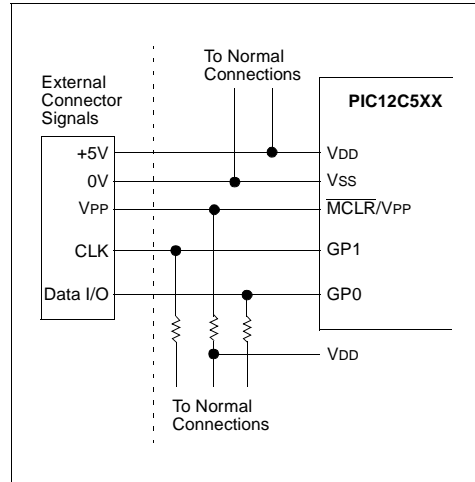 To Normal
Connections
External
Connector
Signals
PIC12C5XX
+5V
VDD
0V
VSS
VPP
MCLR/VPP
CLK
GP1
Data I/O
GP0
VDD
To Normal
Connections